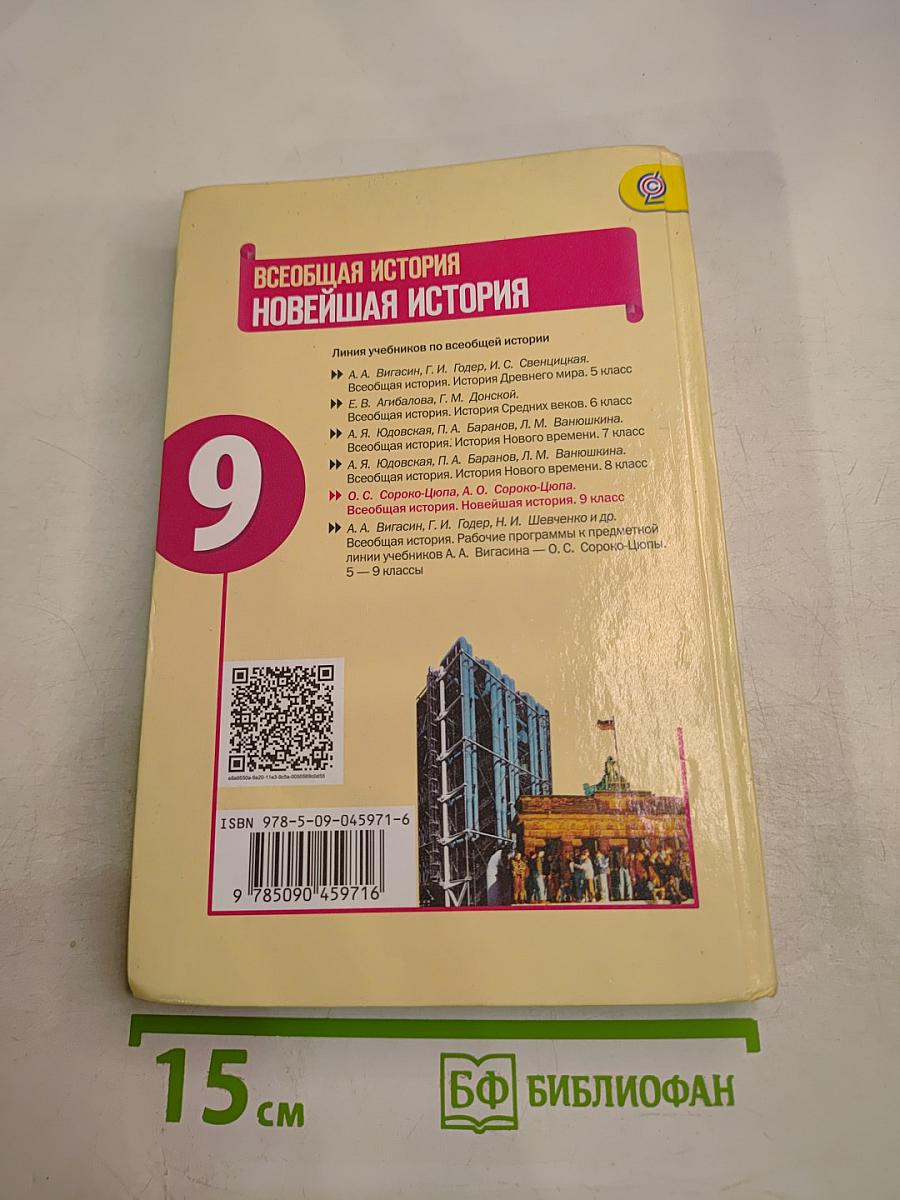 ВСЕОБЩАЯ ИСТОРИЯ
НОВЕЙШАЯ ИСТОРИЯ
Линия учебников по всеобщей истории
А. А. Вигасин, Г. И. Годер, И. С. Свенцицкая.
Всеобщая история. История Древнего мира. 5 класс
Е. В. Агибалова, Г. М. Донской.
Всеобщая история. История Средних веков. 6 класс
А. Я. Юдовская, П. А. Баранов, Л. М. Ванюшкина.
Всеобщая история. История Нового времени. 7 класс
А. Я. Юдовская, П. А. Баранов, Л. М. Ванюшкина.
Всеобщая история. История Нового времени. 8 класс
О. С. Сороко-Цюпа, А. О. Сороко-Цюпа.
Всеобщая история. Новейшая история. 9 класс
А. А. Вигасин, Г. И. Годер, Н. И. Шевченко и др.
Всеобщая история. Рабочие программы к предметной
линии учебников А. А. Вигасина — О. С. Сороко-Цюпы.
5 — 9 классы
9
ISBN 978-5-09-045971-6
9 785090 459716
15 см
БФ БИБЛИОФАН